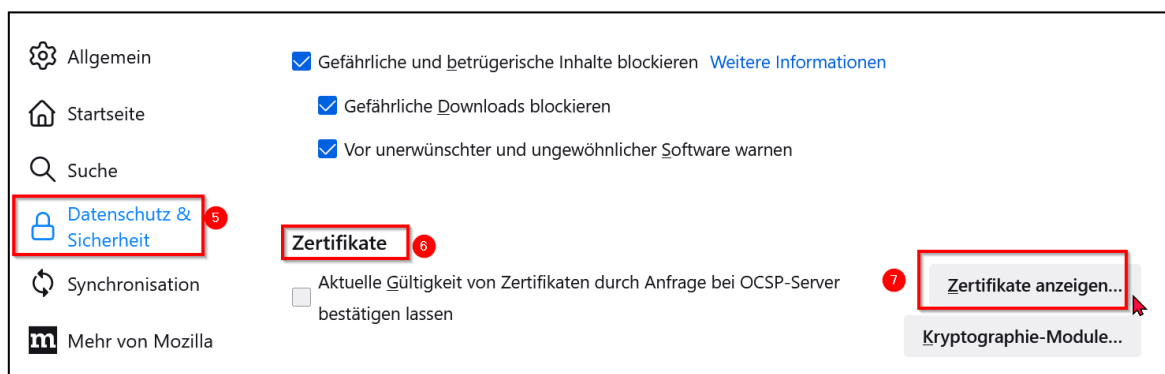 Allgemein
Startseite
Suche
Datenschutz &
Sicherheit
5
Synchronisation
m
Mehr von Mozilla
Gefährliche und betrügerische Inhalte blockieren Weitere Informationen
Gefährliche Downloads blockieren
Vor unerwünschter und ungewöhnlicher Software warnen
Zertifikate
6
Aktuelle Gültigkeit von Zertifikaten durch Anfrage bei OCSP-Server
bestätigen lassen
7
Zertifikate anzeigen...
Kryptographie-Module...